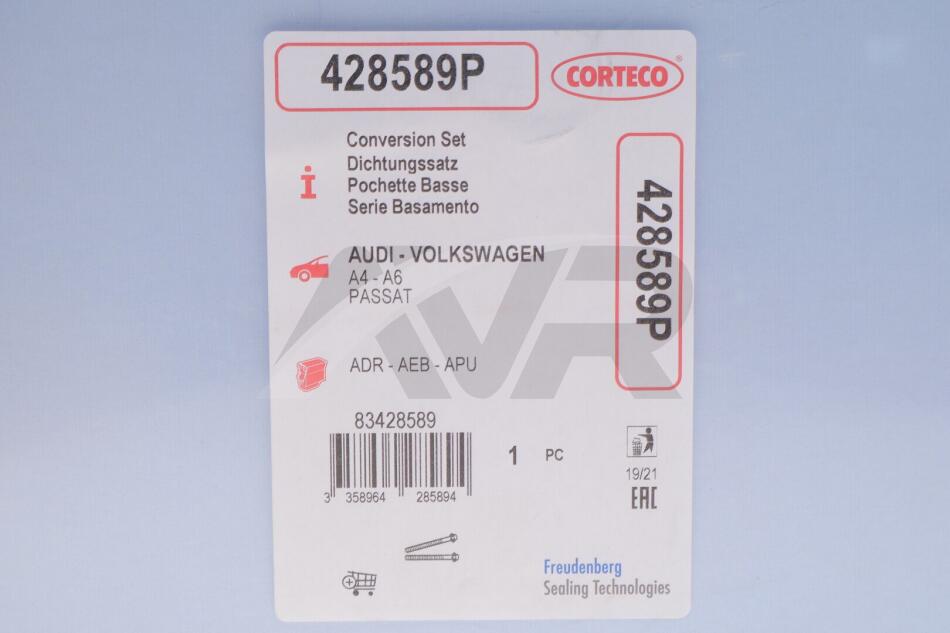 428589P
CORTECO®
Conversion Set
Dichtungssatz
Pochette Basse
Serie Basamento
428589P
AUDI - VOLKSWAGEN
A4 - A6
PASSAT
AVR
ADR - AEB - APU
83428589
3 358964 285894
1 PC
19/21
EAC
Freudenberg
Sealing Technologies